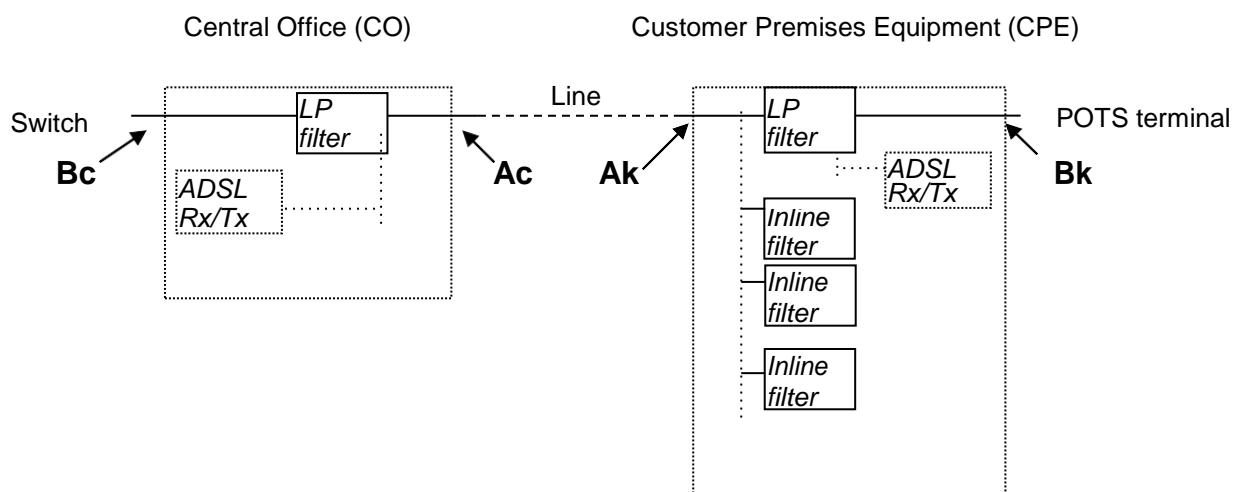 Central Office (CO)
Customer Premises Equipment (CPE)
Switch
LP
filter
Line
LP
filter
POTS terminal
Bc
Ac
Ak
Bk
ADSL
Rx/Tx
ADSL
Rx/Tx
Inline
filter
Inline
filter
Inline
filter